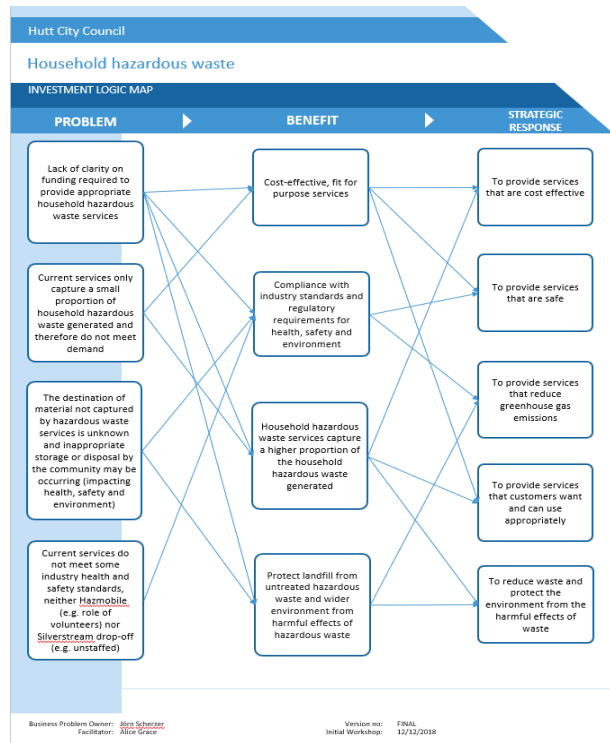 Hutt City Council
Household hazardous waste
INVESTMENT LOGIC MAP
PROBLEM
BENEFIT
STRATEGIC
RESPONSE
Lack of clarity on
funding required to
provide appropriate
household hazardous
waste services
Current services only
capture a small
proportion of
household hazardous
waste generated and
therefore do not meet
demand
The destination of
material not captured
by hazardous waste
services is unknown
and inappropriate
storage or disposal by
the community may be
occurring (impacting
health, safety and
environment)
Current services do
not meet some
industry health and
safety standards,
neither Hazmobile
(e.g. role of
volunteers) nor
Silverstream drop-off
(e.g. unstaffed)
Cost-effective, fit for
purpose services
Compliance with
industry standards and
regulatory
requirements for
health, safety and
environment
Household hazardous
waste services capture
a higher proportion of
the household
hazardous waste
generated
Protect landfill from
untreated hazardous
waste and wider
environment from
harmful effects of
hazardous waste
To provide services
that are cost effective
To provide services
that are safe
To provide services
that reduce
greenhouse gas
emissions
To provide services
that customers want
and can use
appropriately
To reduce waste and
protect the
environment from the
harmful effects of
waste
Business Problem Owner: Jörn Scherzer
Facilitator: Alice Grace
Version no: FINAL
Initial Workshop: 12/12/2018